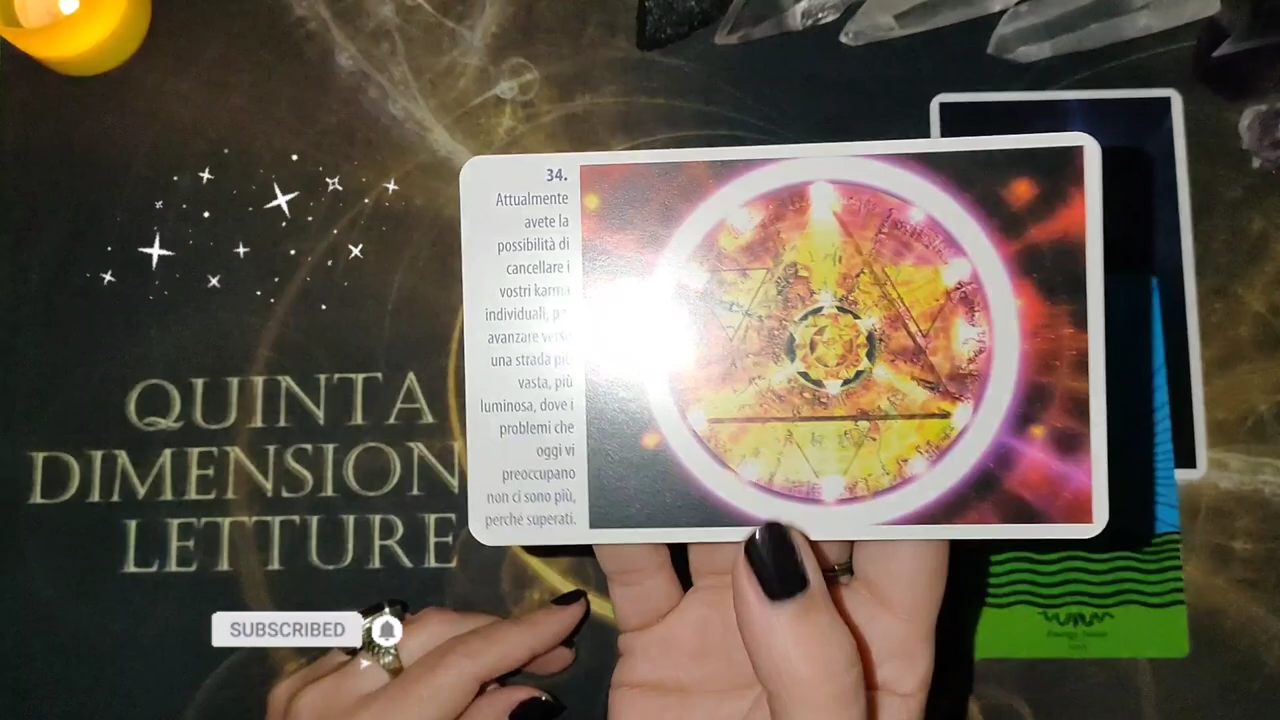 34.
Attualmente
avete la
possibilità di
cancellare i
vostri karma
individuali,
avanzare
una strada
vasta, più
luminosa, dove i
problemi che
oggi vi
preoccupano
non ci sono più,
perché superati.
QUINTA
DIMENSION
LETTURE
SUBSCRIBED